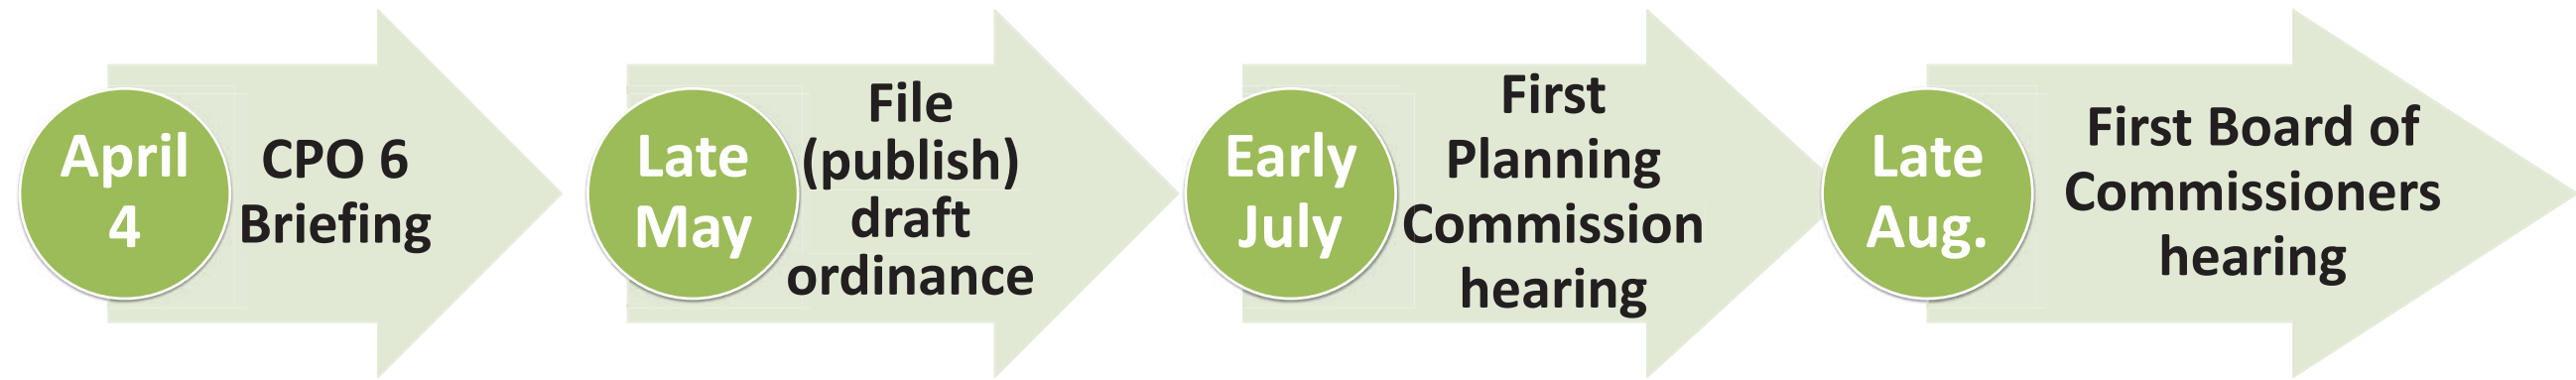 April
4
CPO 6
Briefing
Late
May
File
(publish)
draft
ordinance
Early
July
First
Planning
Commission
hearing
Late
Aug.
First Board of
Commissioners
hearing